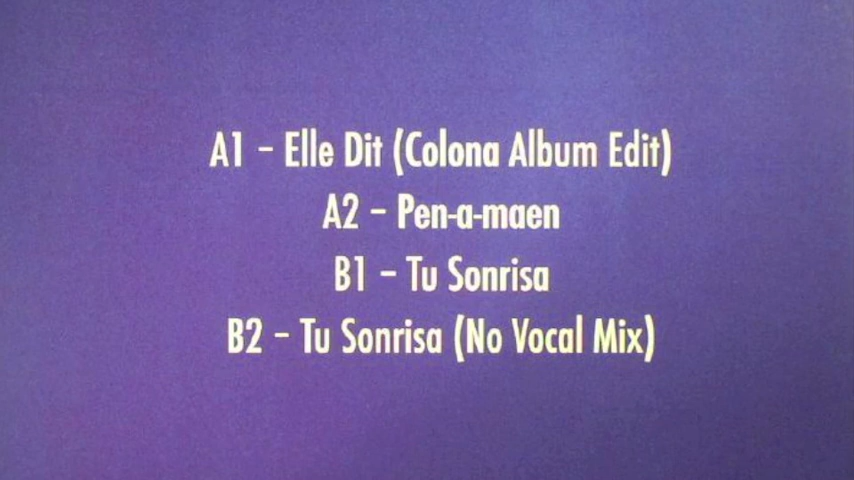 A1 – Elle Dit (Colona Album Edit)
A2 – Pen-a-maen
B1 – Tu Sonrisa
B2 – Tu Sonrisa (No Vocal Mix)